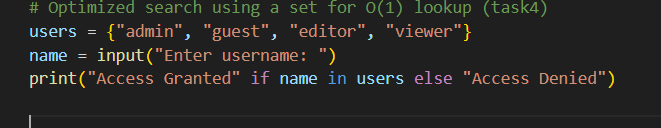 # Optimized search using a set for O(1) lookup (task4)
users = {"admin", "guest", "editor", "viewer"}
name = input("Enter username: ")
print("Access Granted" if name in users else "Access Denied")